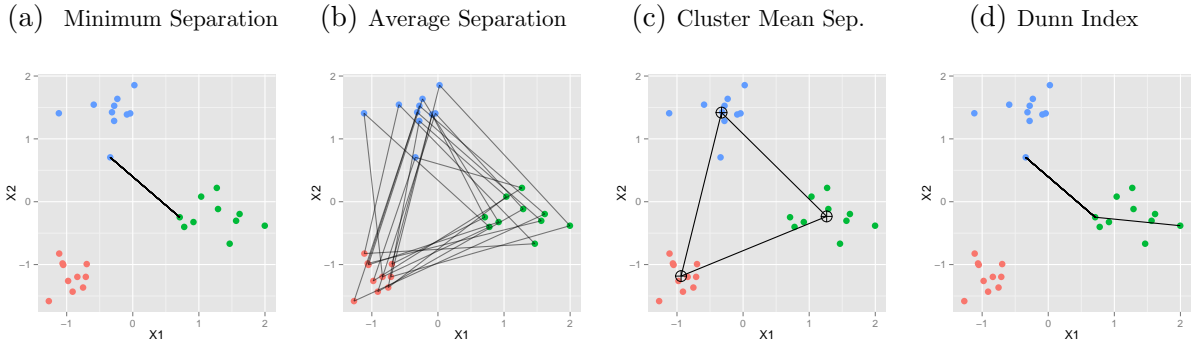 (a) Minimum Separation
(b) Average Separation
(c) Cluster Mean Sep.
(d) Dunn Index
2
1
0
−1
X2
−1 0 1 2
X1
2
1
0
−1
X2
−1 0 1 2
X1
2
1
0
−1
X2
−1 0 1 2
X1
2
1
0
−1
X2
−1 0 1 2
X1